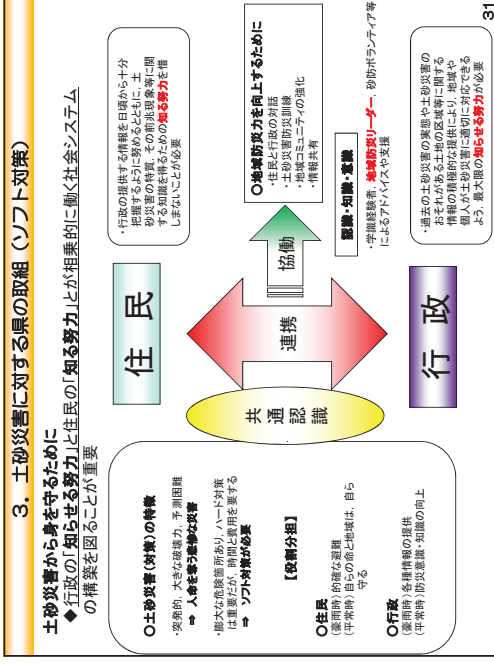 ３．土砂災害に対する県の取組（ソフト対策）
土砂災害から身を守るために
◆行政の「知らせる努力」と住民の「知る努力」とが相乗的に働く社会システム
の構築を図ることが重要
○土砂災害（対策）の特徴
・突発的，大きな破壊力，予測困難
⇒ 人命を奪う悲惨な災害
・膨大な危険箇所あり，ハード対策
は重要だが，時間と費用を要する
⇒ ソフト対策が必要
【役割分担】
○住民
（豪雨時）的確な避難
（平常時）自らの命と地域は，自ら
守る
○行政
（豪雨時）各種情報の提供
（平常時）防災意識・知識の向上
共通認識
住 民
連携
行 政
協働
・行政の提供する情報を日頃から十分
把握するように努めるとともに，土
砂災害の特質，その前兆現象等に関
する知識を得るための知る努力を惜
しまないことが必要
○地域防災力を向上するために
・住民と行政の対話
・土砂災害防災訓練
・地域コミュニティの強化
・情報共有
認識・知識・意識
・学識経験者，地域防災リーダー，砂防ボランティア等
によるアドバイスや支援
・過去の土砂災害の実態や土砂災害の
おそれがある土地の区域等に関する
情報の積極的な提供により，地域や
個人が土砂災害に適切に対応できる
よう，最大限の知らせる努力が必要
31